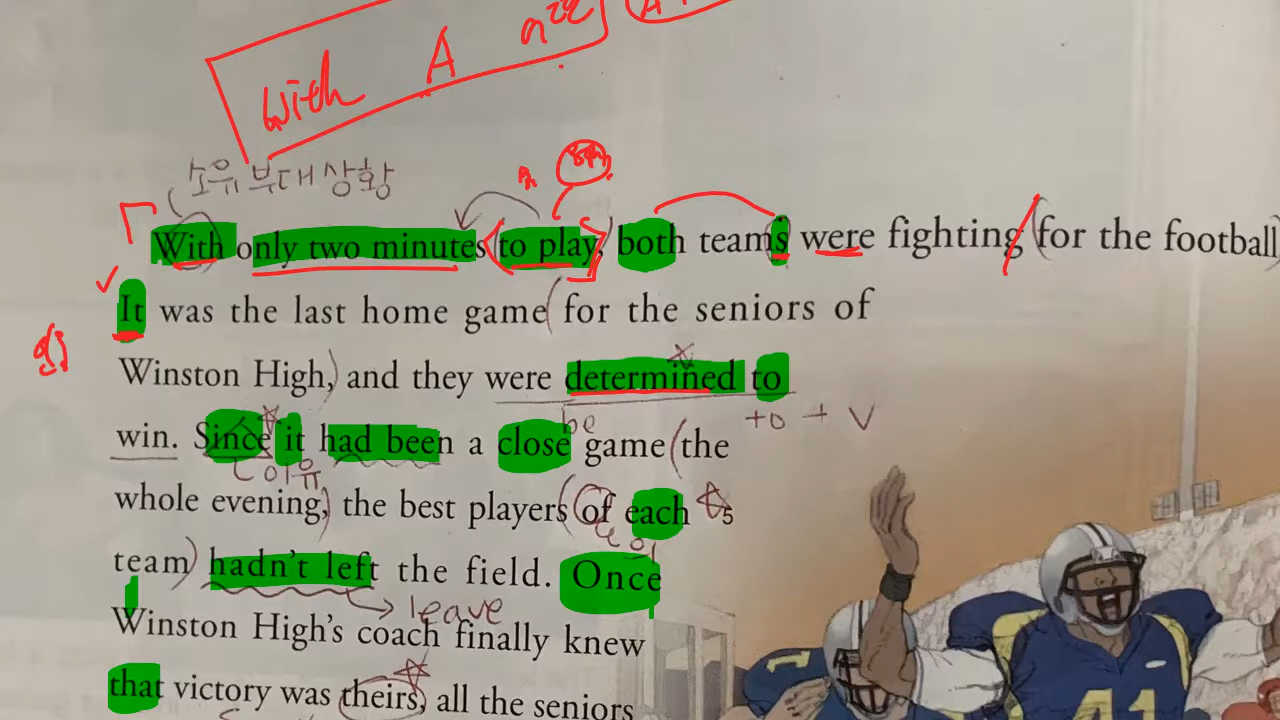 with A
소유 부대상황
With only two minutes to play, both teams were fighting for the football
It was the last home game for the seniors of
Winston High, and they were determined to
be to + V
win. Since it had been a close game the
이유
whole evening, the best players of each 5
의
team hadn't left the field. Once
leave
Winston High's coach finally knew
that victory was theirs, all the seniors
41